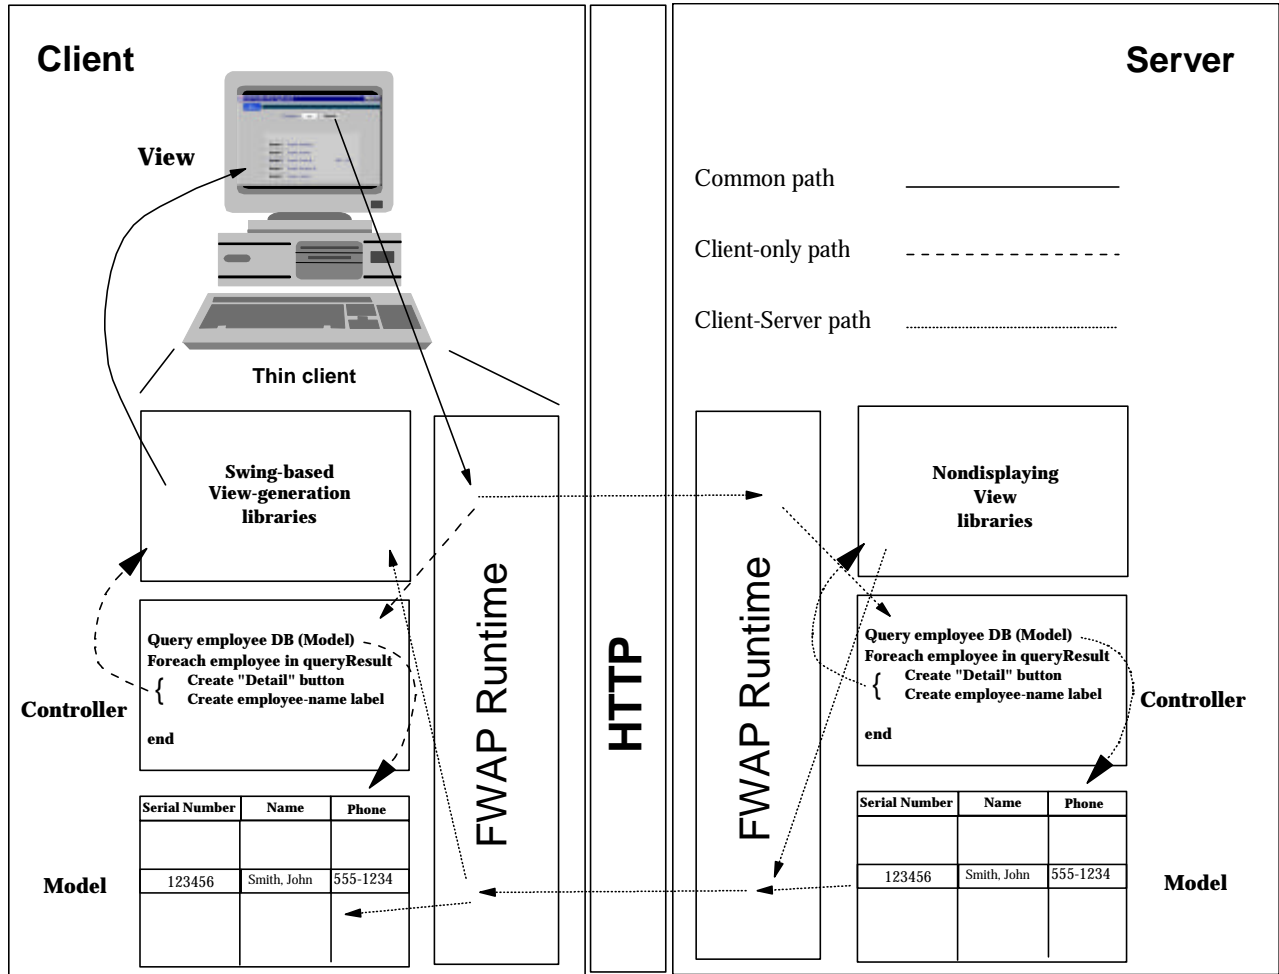 Client
Server
View
Common path
Client-only path
Client-Server path
Thin client
Swing-based
View-generation
libraries
Query employee DB (Model)
Foreach employee in queryResult
{ Create "Detail" button
Create employee-name label
end
Controller
Serial Number Name Phone
123456 Smith, John 555-1234
Model
FWAP Runtime
HTTP
FWAP Runtime
Nondisplaying
View
libraries
Query employee DB (Model)
Foreach employee in queryResult
{ Create "Detail" button
Create employee-name label
end
Controller
Serial Number Name Phone
123456 Smith, John 555-1234
Model